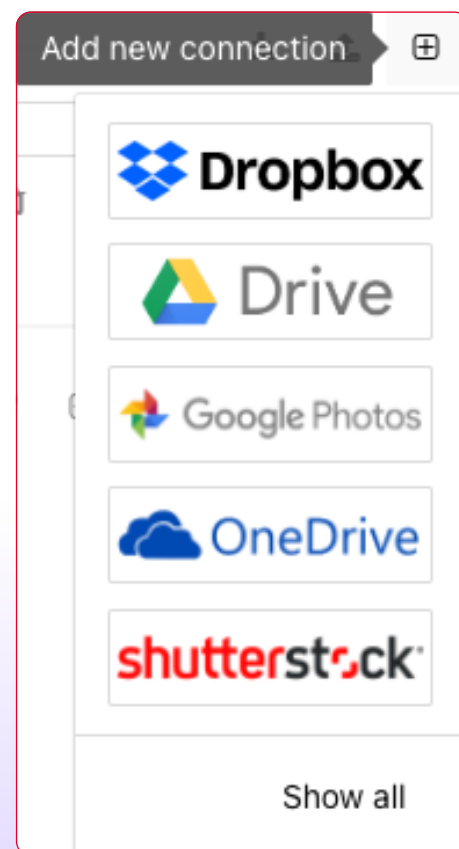 Add new connection
Dropbox
Drive
Google Photos
OneDrive
shutterstock
Show all